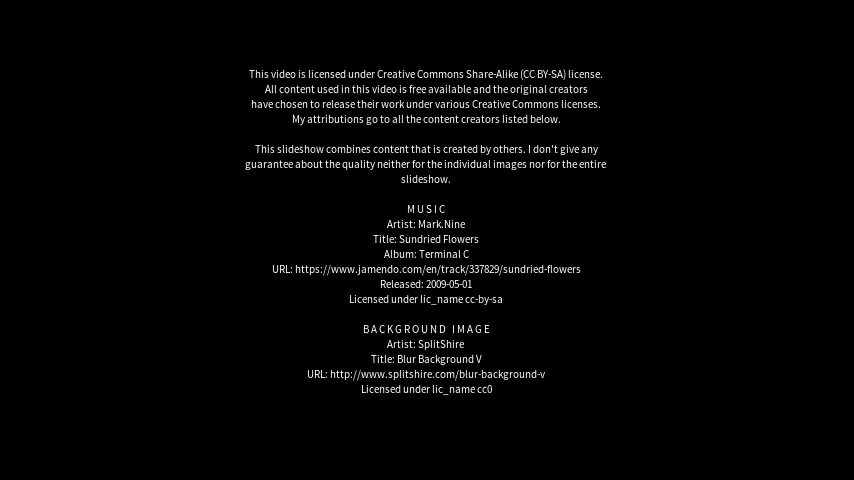 This video is licensed under Creative Commons Share-Alike (CC BY-SA) license.
All content used in this video is free available and the original creators
have chosen to release their work under various Creative Commons licenses.
My attributions go to all the content creators listed below.
This slideshow combines content that is created by others. I don't give any
guarantee about the quality neither for the individual images nor for the entire
slideshow.
MUSIC
Artist: Mark.Nine
Title: Sundried Flowers
Album: Terminal C
URL: https://www.jamendo.com/en/track/337829/sundried-flowers
Released: 2009-05-01
Licensed under lic_name cc-by-sa
BACKGROUND IMAGE
Artist: SplitShire
Title: Blur Background V
URL: http://www.splitshire.com/blur-background-v
Licensed under lic_name cc0